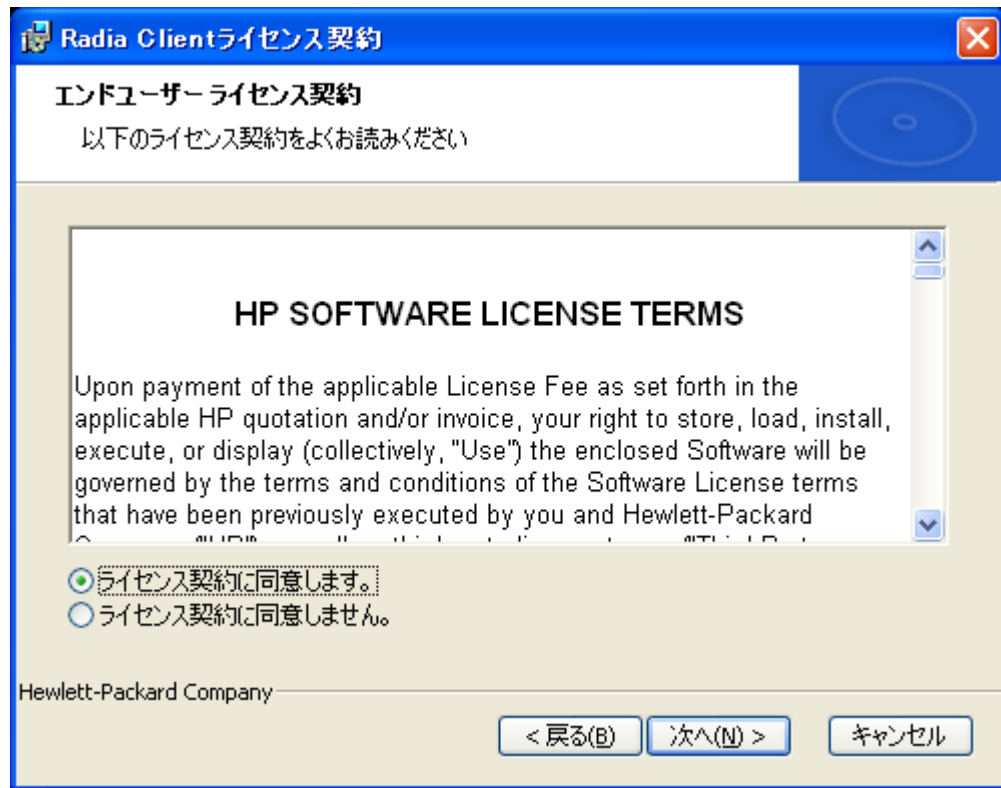 Radia Clientライセンス契約
エンドユーザー ライセンス契約
以下のライセンス契約をよくお読みください
HP SOFTWARE LICENSE TERMS
Upon payment of the applicable License Fee as set forth in the
applicable HP quotation and/or invoice, your right to store, load, install,
execute, or display (collectively, "Use") the enclosed Software will be
governed by the terms and conditions of the Software License terms
that have been previously executed by you and Hewlett-Packard
ライセンス契約に同意します。
ライセンス契約に同意しません。
Hewlett-Packard Company
< 戻る(B)
次へ(N) >
キャンセル